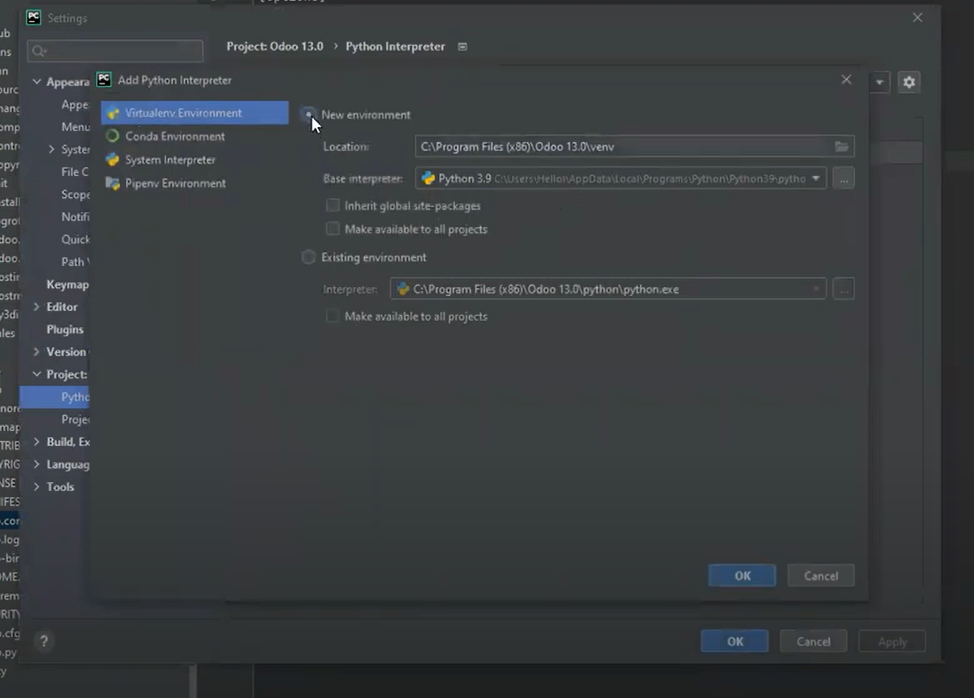 Settings
Project: Odoo 13.0 › Python Interpreter
Add Python Interpreter
Virtualenv Environment
Conda Environment
System Interpreter
Pipenv Environment
New environment
Location: C:\Program Files (x86)\Odoo 13.0\venv
Base interpreter: Python 3.9 C:\Users\Hello\AppData\Local\Programs\Python\Python39\pytho ...
Inherit global site-packages
Make available to all projects
Existing environment
Interpreter: C:\Program Files (x86)\Odoo 13.0\python\python.exe ...
Make available to all projects
OK Cancel
Appeara
Appe
Menu
Syster
File C
Scope
Notifi
Quick
Path
Keymap
Editor
Plugins
Version
Project:
Pytho
Projec
Build, Ex
Languag
Tools
? OK Cancel Apply